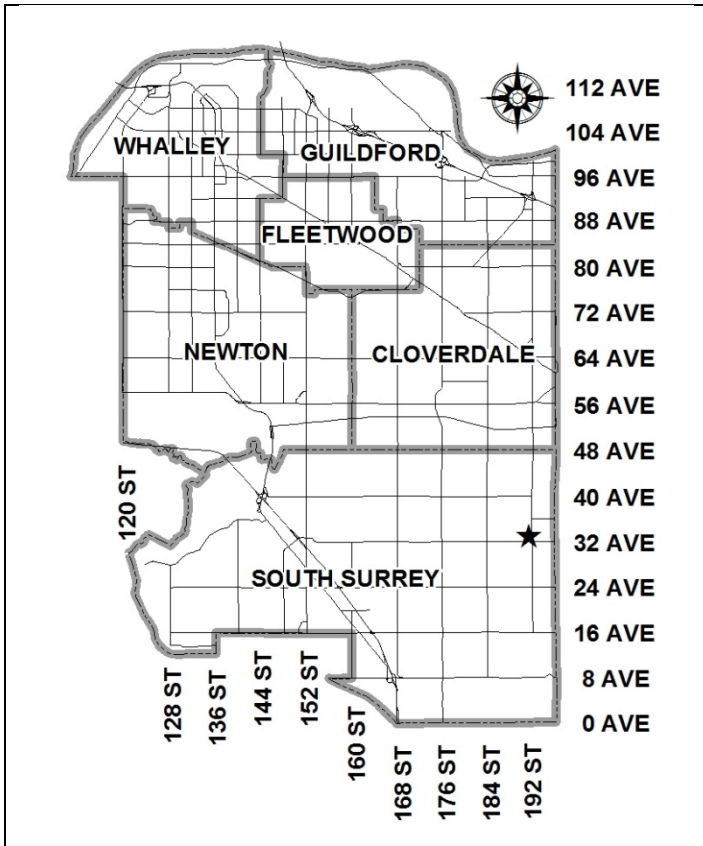 112 AVE
104 AVE
WHALLEY
GUILDFORD
96 AVE
88 AVE
FLEETWOOD
80 AVE
72 AVE
NEWTON
CLOVERDALE
64 AVE
56 AVE
48 AVE
40 AVE
120 ST
32 AVE
SOUTH SURREY
24 AVE
16 AVE
8 AVE
0 AVE
128 ST
136 ST
144 ST
152 ST
160 ST
168 ST
176 ST
184 ST
192 ST